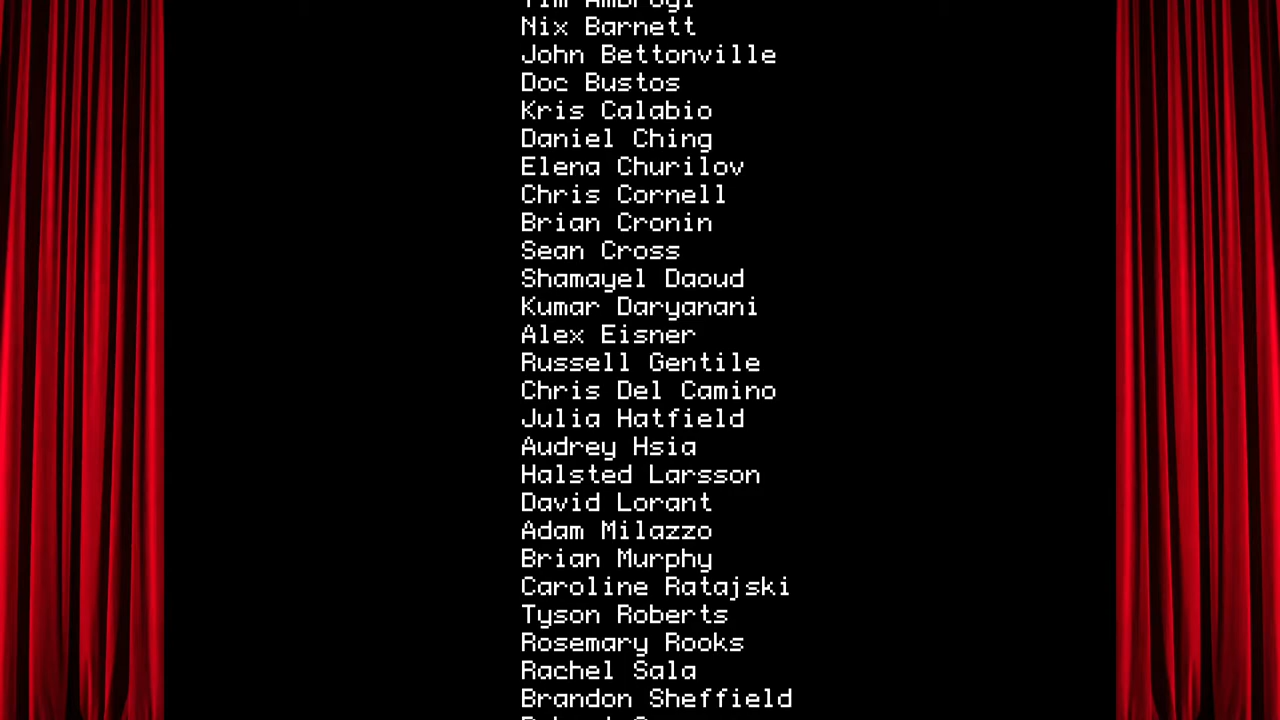 Tim Ambrogi
Nix Barnett
John Bettonville
Doc Bustos
Kris Calabio
Daniel Ching
Elena Churilov
Chris Cornell
Brian Cronin
Sean Cross
Shamayel Daoud
Kumar Daryanani
Alex Eisner
Russell Gentile
Chris Del Camino
Julia Hatfield
Audrey Hsia
Halsted Larsson
David Lorant
Adam Milazzo
Brian Murphy
Caroline Ratajski
Tyson Roberts
Rosemary Rooks
Rachel Sala
Brandon Sheffield